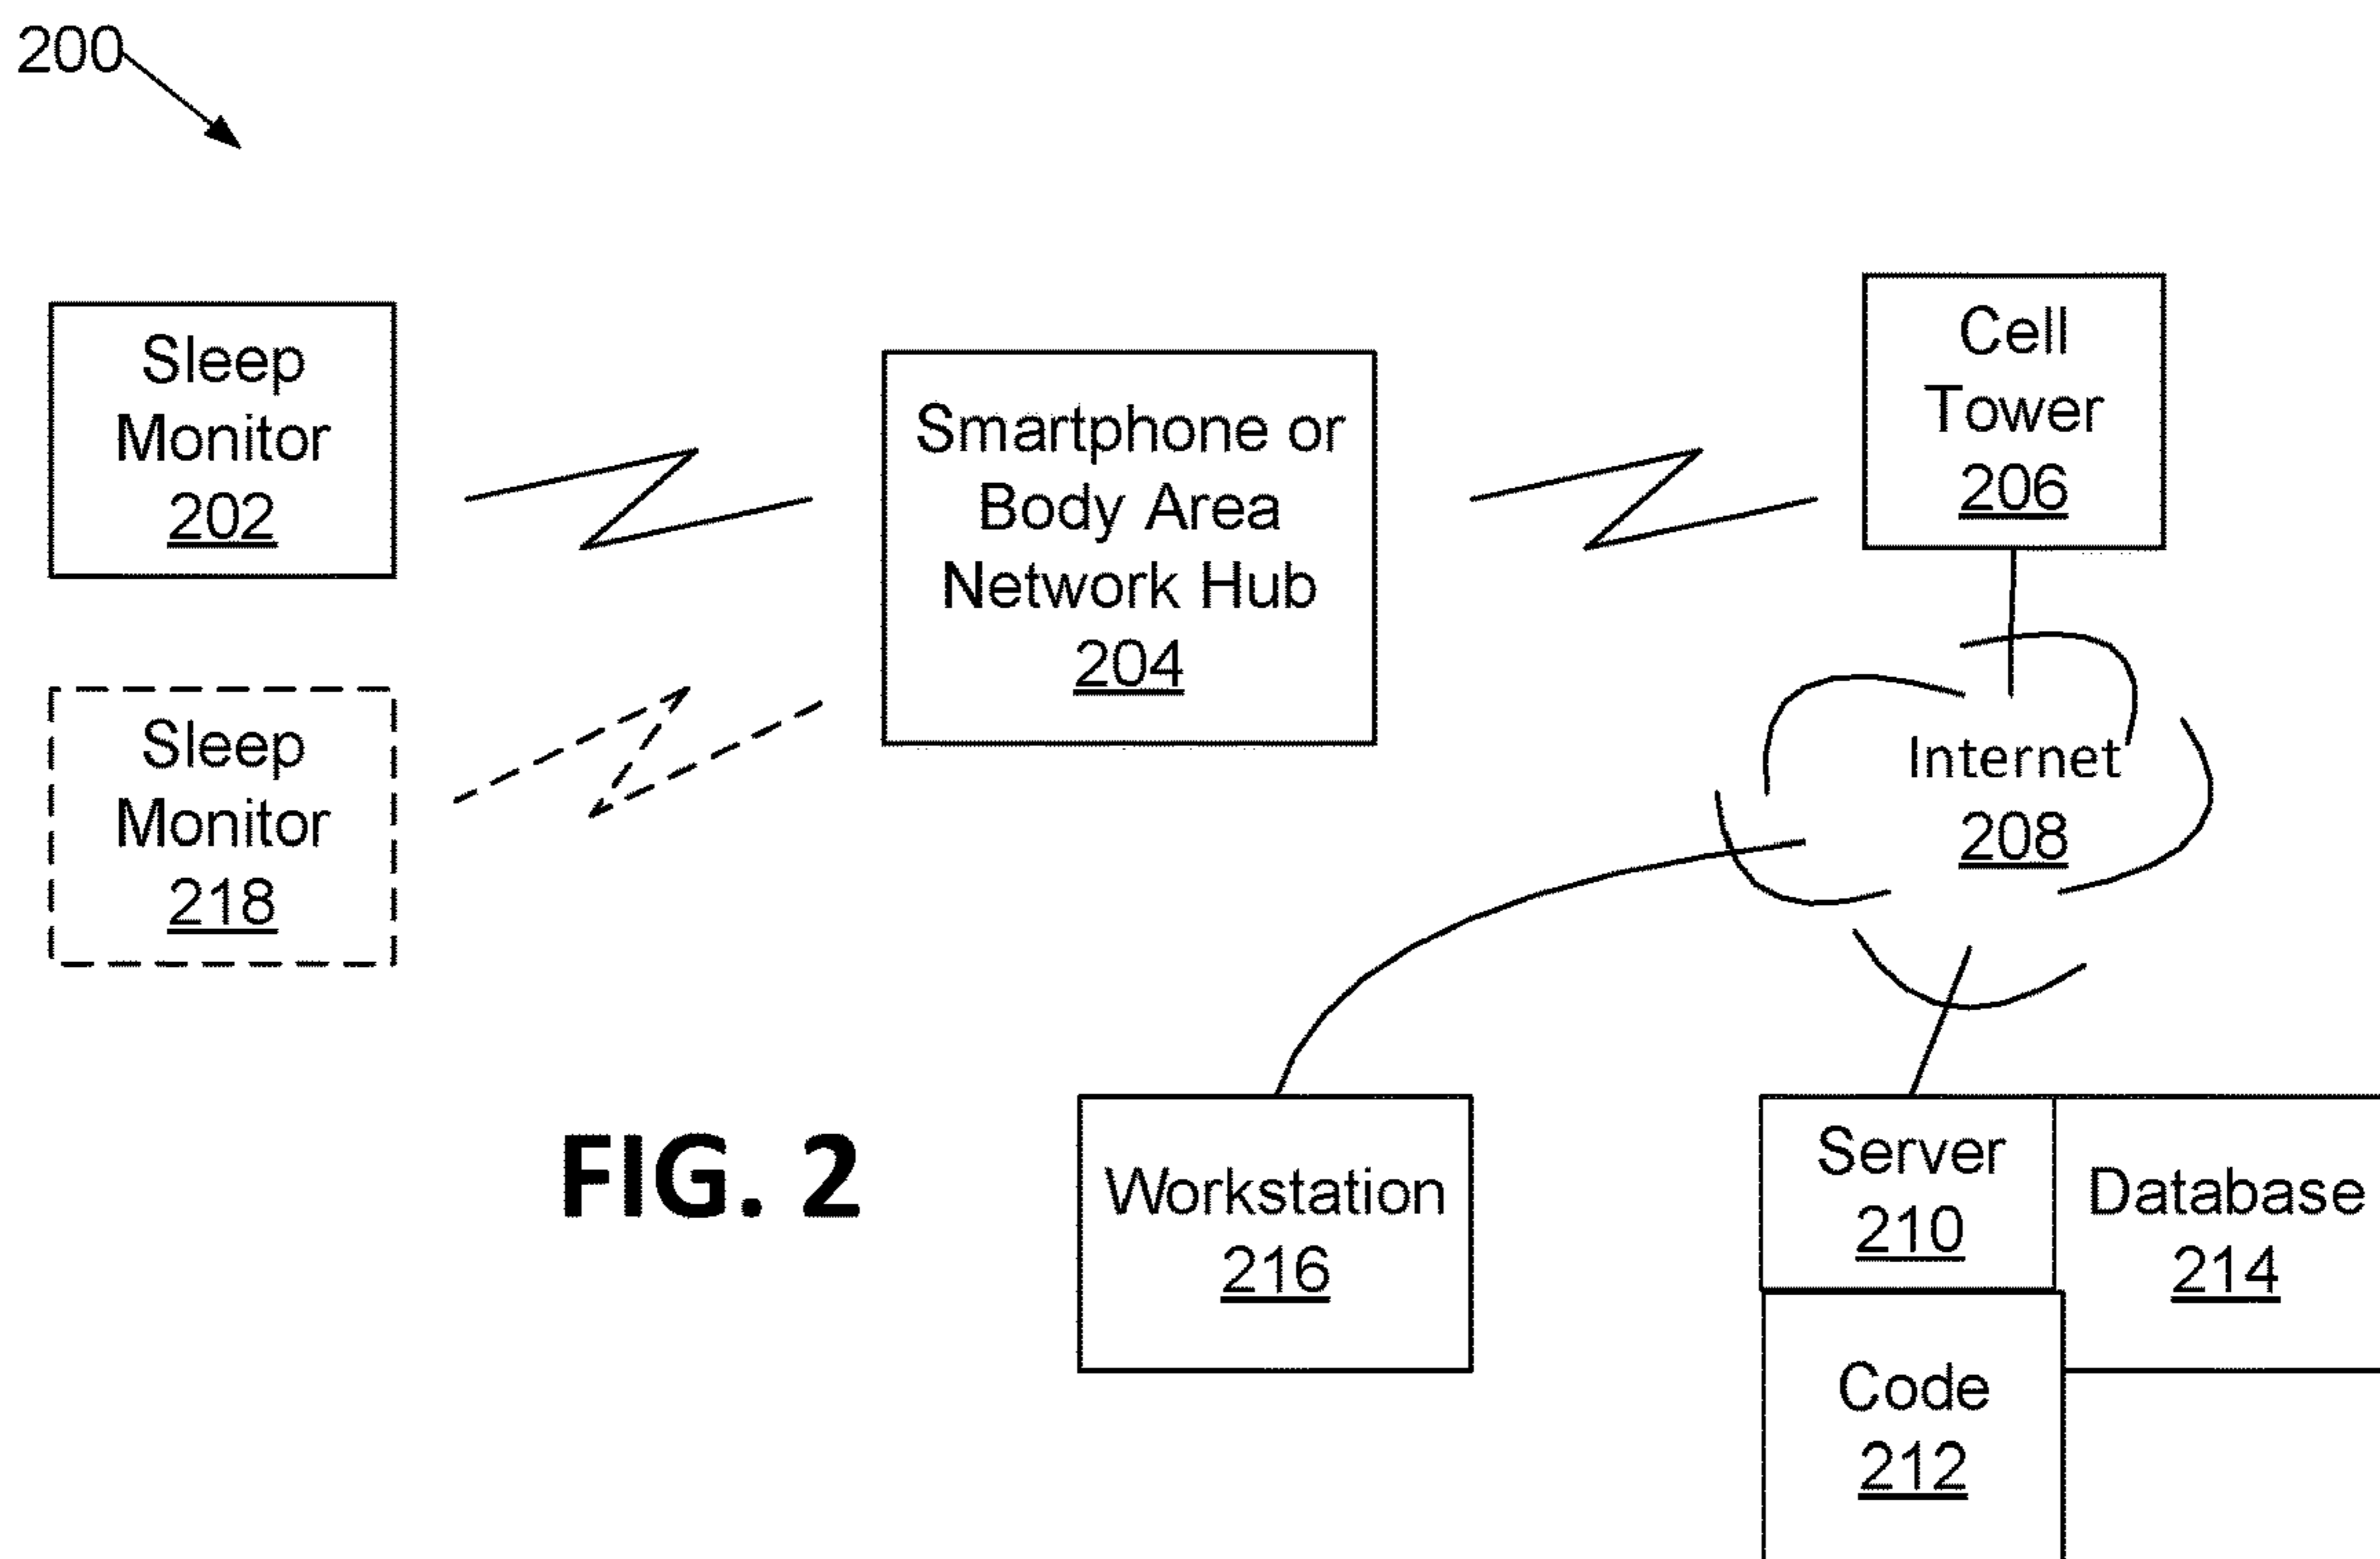 200
Sleep
Monitor
202
Smartphone or
Body Area
Network Hub
204
Cell
Tower
206
Sleep
Monitor
218
Internet
208
FIG. 2
Workstation
216
Server
210
Database
214
Code
212